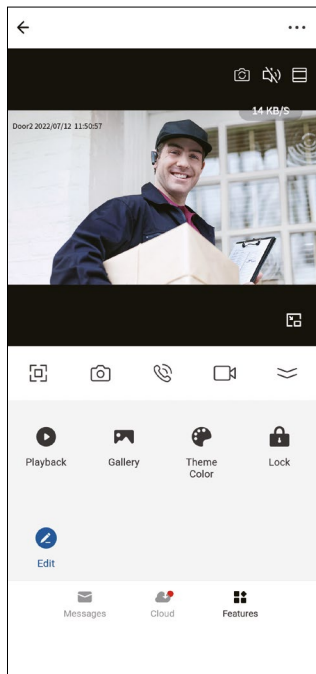 14 KB/S
Door2 2022/07/12 11:50:57
Playback
Gallery
Theme
Color
Lock
Edit
Messages
Cloud
Features